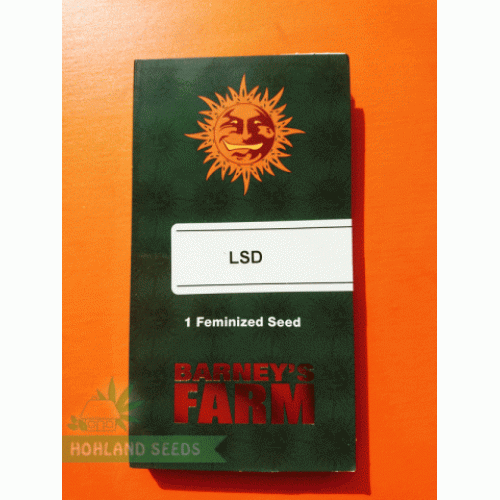 LSD
1 Feminized Seed
BARNEY'S
FARM
HOHLAND SEEDS